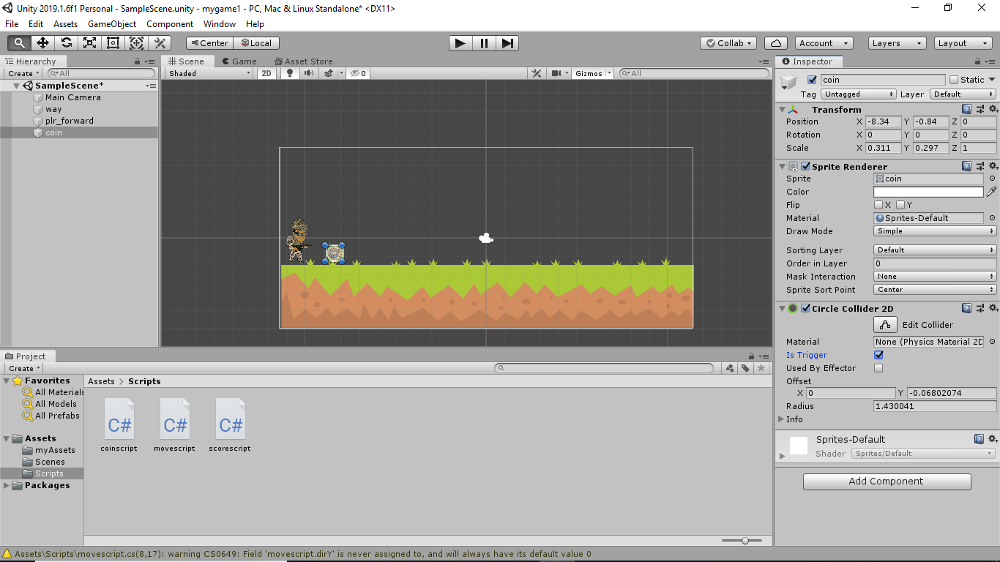 Unity 2019.1.6f1 Personal - SampleScene.unity - mygame1 - PC, Mac & Linux Standalone* <DX11>
File Edit Assets GameObject Component Window Help
Center Local Collab Account Layers Layout
Hierarchy
Create All
SampleScene*
Main Camera
way
plr_forward
coin
Scene Game Asset Store
Shaded 2D 0 Gizmos All
Inspector
coin Static
Tag Untagged Layer Default
Transform
Position X -8.34 Y -0.84 Z 0
Rotation X 0 Y 0 Z 0
Scale X 0.311 Y 0.297 Z 1
Sprite Renderer
Sprite coin
Color
Flip X Y
Material Sprites-Default
Draw Mode Simple
Sorting Layer Default
Order in Layer 0
Mask Interaction None
Sprite Sort Point Center
Circle Collider 2D
Edit Collider
Material None (Physics Material 2D
Is Trigger
Used By Effector
Offset
X 0 Y -0.06802074
Radius 1.430041
Info
Sprites-Default
Shader Sprites/Default
Add Component
Project
Create
Favorites
All Materials
All Models
All Prefabs
Assets
myAssets
Scenes
Scripts
Packages
Assets > Scripts
C# C# C#
coinscript movescript scorescript
Assets\Scripts\movescript.cs(8,17): warning CS0649: Field 'movescript.dirY' is never assigned to, and will always have its default value 0